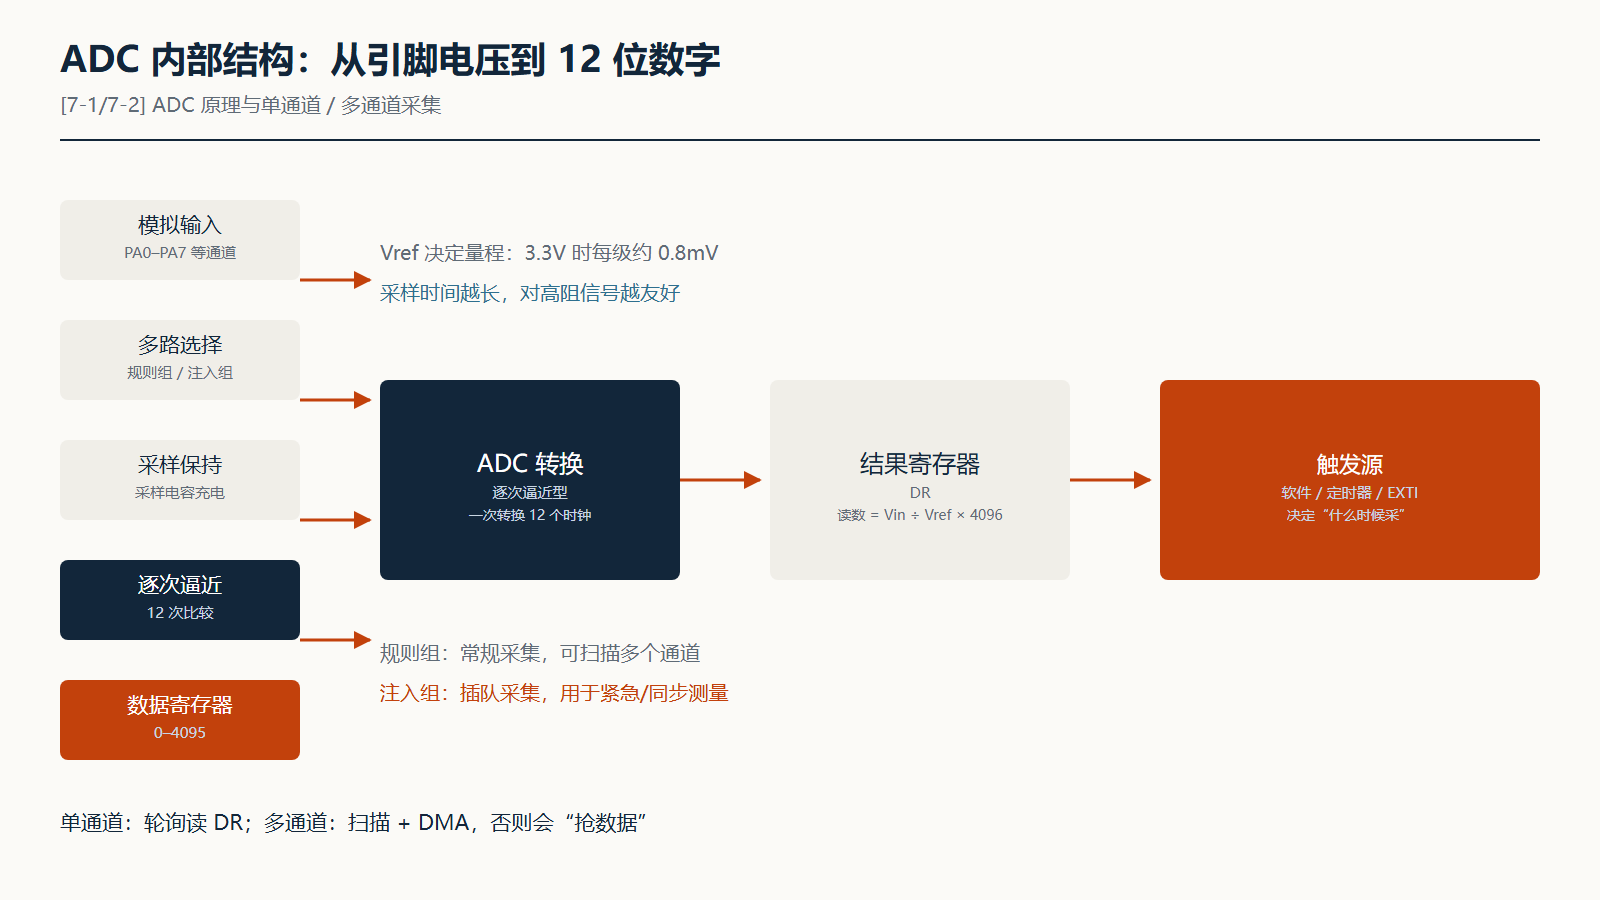 ADC 内部结构：从引脚电压到 12 位数字
[7-1/7-2] ADC 原理与单通道 / 多通道采集
模拟输入
PA0–PA7 等通道
Vref 决定量程：3.3V 时每级约 0.8mV
采样时间越长，对高阻信号越友好
多路选择
规则组 / 注入组
采样保持
采样电容充电
逐次逼近
12 次比较
数据寄存器
0–4095
ADC 转换
逐次逼近型
一次转换 12 个时钟
结果寄存器
DR
读数 = Vin ÷ Vref × 4096
触发源
软件 / 定时器 / EXTI
决定“什么时候采”
规则组：常规采集，可扫描多个通道
注入组：插队采集，用于紧急/同步测量
单通道：轮询读 DR；多通道：扫描 + DMA，否则会“抢数据”